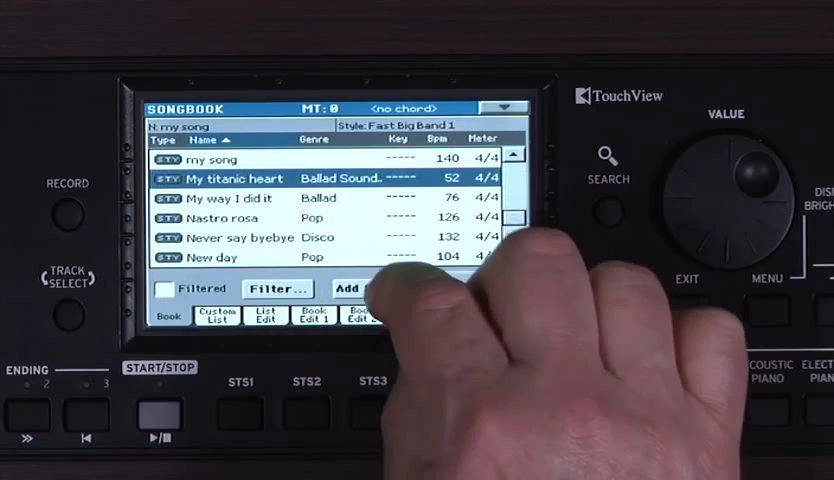 SONGBOOK MT:0 <no chord>
N: my song Style: Fast Big Band 1
Type Name Genre Key Bpm Meter
STY my song ----- 140 4/4
STY My titanic heart Ballad Sound.. ----- 52 4/4
STY My way I did it Ballad ----- 76 4/4
STY Nastro rosa Pop ----- 126 4/4
STY Never say byebye Disco ----- 132 4/4
STY New day Pop ----- 104 4/4
Filtered Filter... Add
Book Custom List List Edit Book Edit 1
TouchView
VALUE
SEARCH
EXIT MENU
RECORD
TRACK
SELECT
ENDING 2 3
START/STOP
STS1 STS2 STS3
PIANO